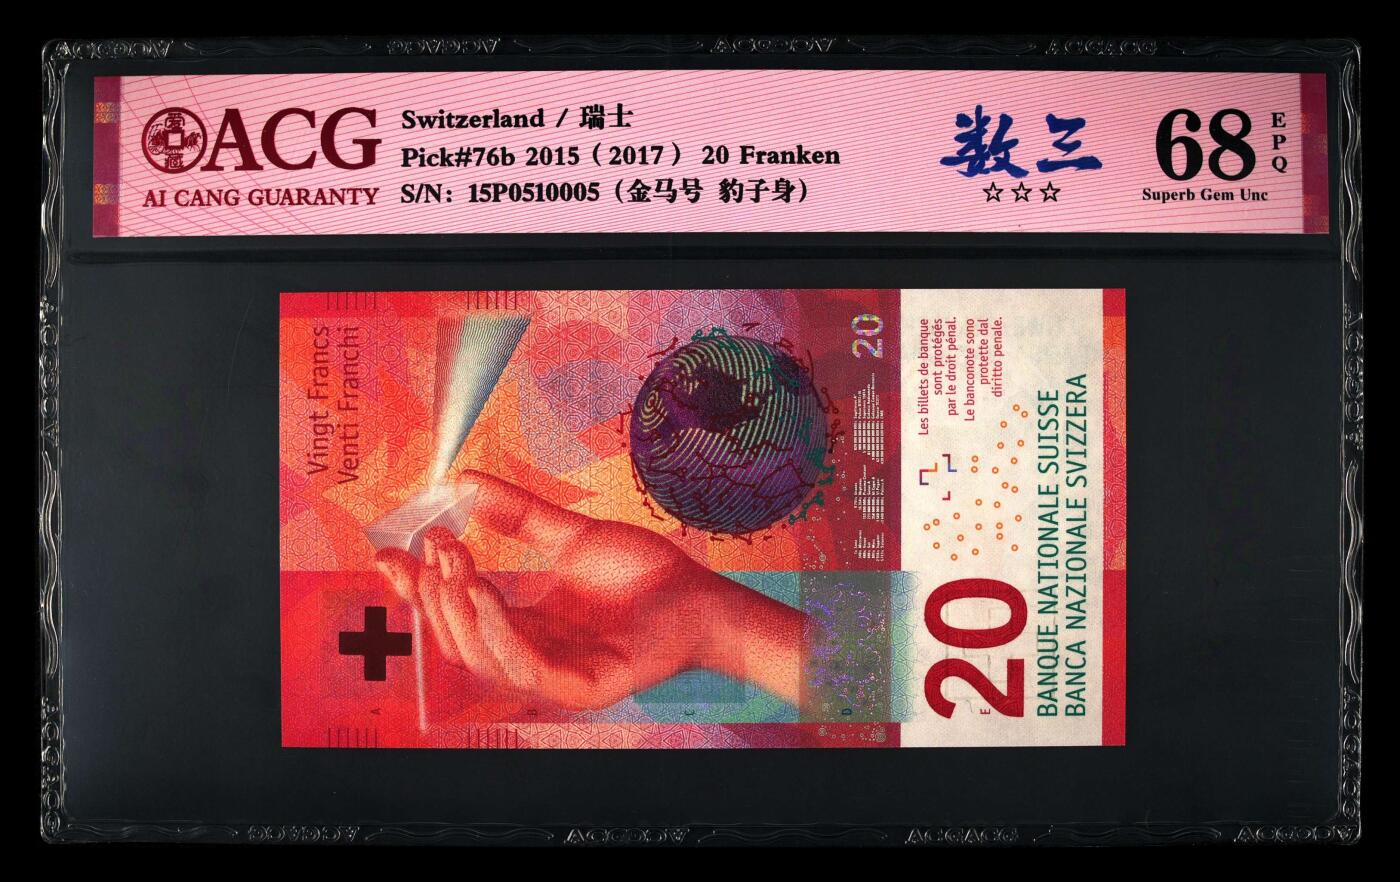 ACG
AI CANG GUARANTY
Switzerland / 瑞士
Pick#76b 2015 ( 2017 ) 20 Franken
S/N: 15P0510005 (金马号 豹子身)
数三
☆☆☆
68
EPQ
Superb Gem Unc
Vingt Francs
Venti Franchi
20
Les billets de banque
sont protégés
par le droit pénal.
Le banconote sono
protette dal
diritto penale.
20
BANQUE NATIONALE SUISSE
BANCA NAZIONALE SVIZZERA
A
B
C
D
E